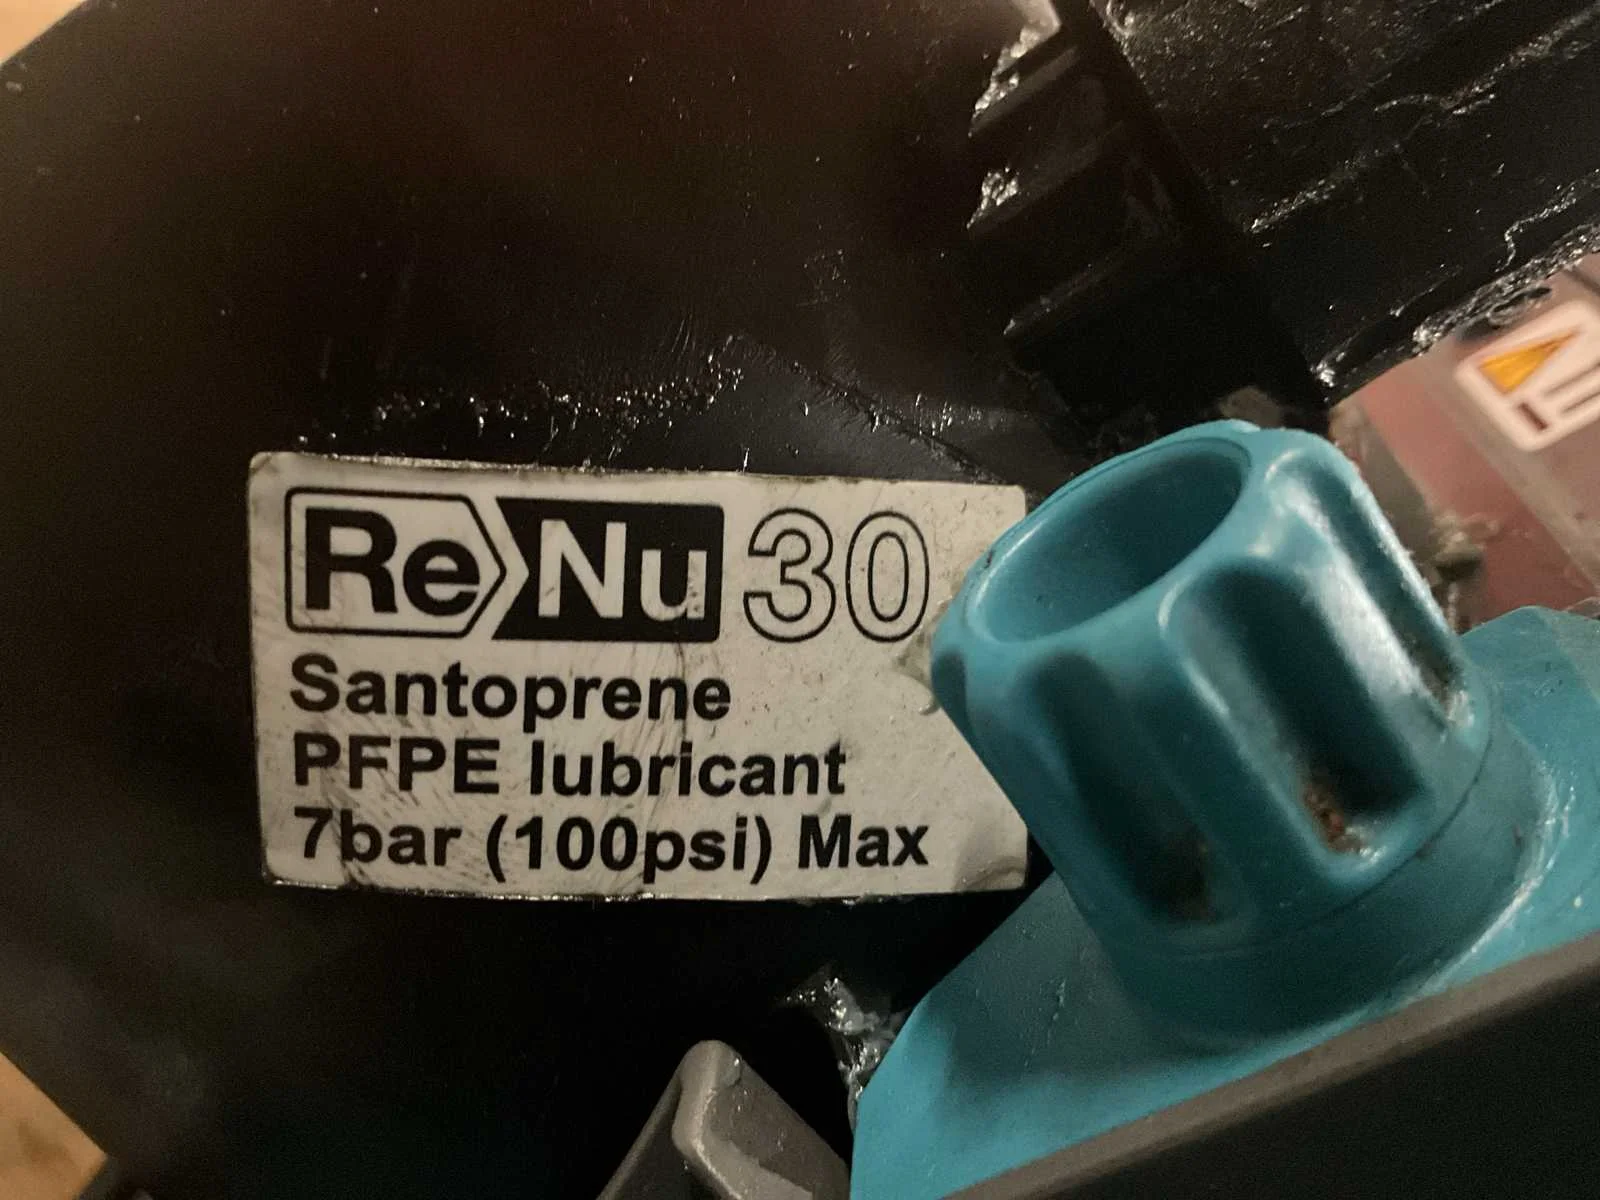 ReNu 30
Santoprene
PFPE lubricant
7bar (100psi) Max